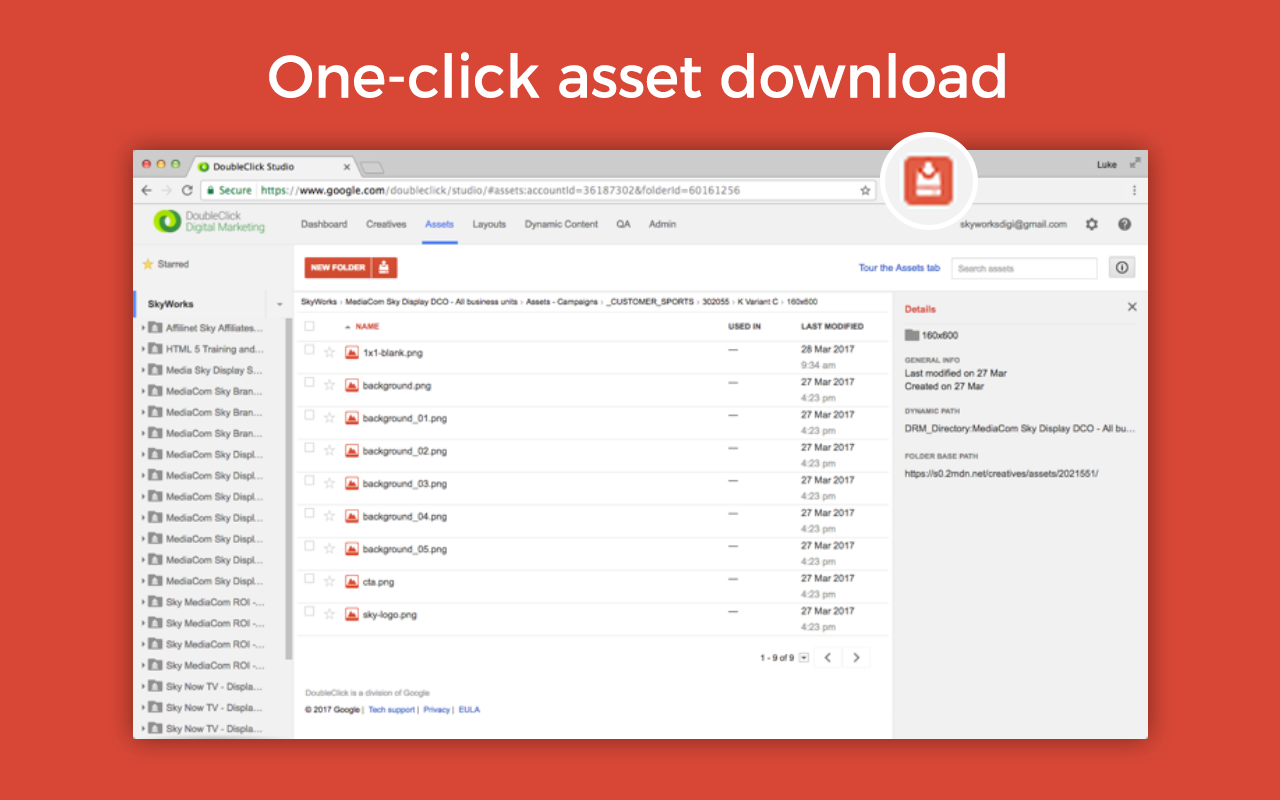 One-click asset download
DoubleClick Studio
Luke
Secure https://www.google.com/doubleclick/studio/#assets:accountId=36187302&folderId=60161256
DoubleClick
Digital Marketing
Dashboard Creatives Assets Layouts Dynamic Content QA Admin
skyworksdigi@gmail.com
Starred
SkyWorks
Affilinet Sky Affiliates...
HTML 5 Training and...
Media Sky Display S...
MediaCom Sky Bran...
MediaCom Sky Bran...
MediaCom Sky Bran...
MediaCom Sky Displ...
MediaCom Sky Displ...
MediaCom Sky Displ...
MediaCom Sky Displ...
MediaCom Sky Displ...
MediaCom Sky Displ...
MediaCom Sky Displ...
Sky MediaCom ROI -...
Sky MediaCom ROI -...
Sky MediaCom ROI -...
Sky MediaCom ROI -...
Sky Now TV - Displa...
Sky Now TV - Displa...
Sky Now TV - Displa...
NEW FOLDER
Tour the Assets tab
Search assets
SkyWorks › MediaCom Sky Display DCO - All business units › Assets - Campaigns › _CUSTOMER_SPORTS › 302055 › K Variant C › 160x600
NAME USED IN LAST MODIFIED
1x1-blank.png — 28 Mar 2017
9:34 am
background.png — 27 Mar 2017
4:23 pm
background_01.png — 27 Mar 2017
4:23 pm
background_02.png — 27 Mar 2017
4:23 pm
background_03.png — 27 Mar 2017
4:23 pm
background_04.png — 27 Mar 2017
4:23 pm
background_05.png — 27 Mar 2017
4:23 pm
cta.png — 27 Mar 2017
4:23 pm
sky-logo.png — 27 Mar 2017
4:23 pm
1 - 9 of 9
DoubleClick is a division of Google
© 2017 Google | Tech support | Privacy | EULA
Details
160x600
GENERAL INFO
Last modified on 27 Mar
Created on 27 Mar
DYNAMIC PATH
DRM_Directory:MediaCom Sky Display DCO - All bu...
FOLDER BASE PATH
https://s0.2mdn.net/creatives/assets/2021551/